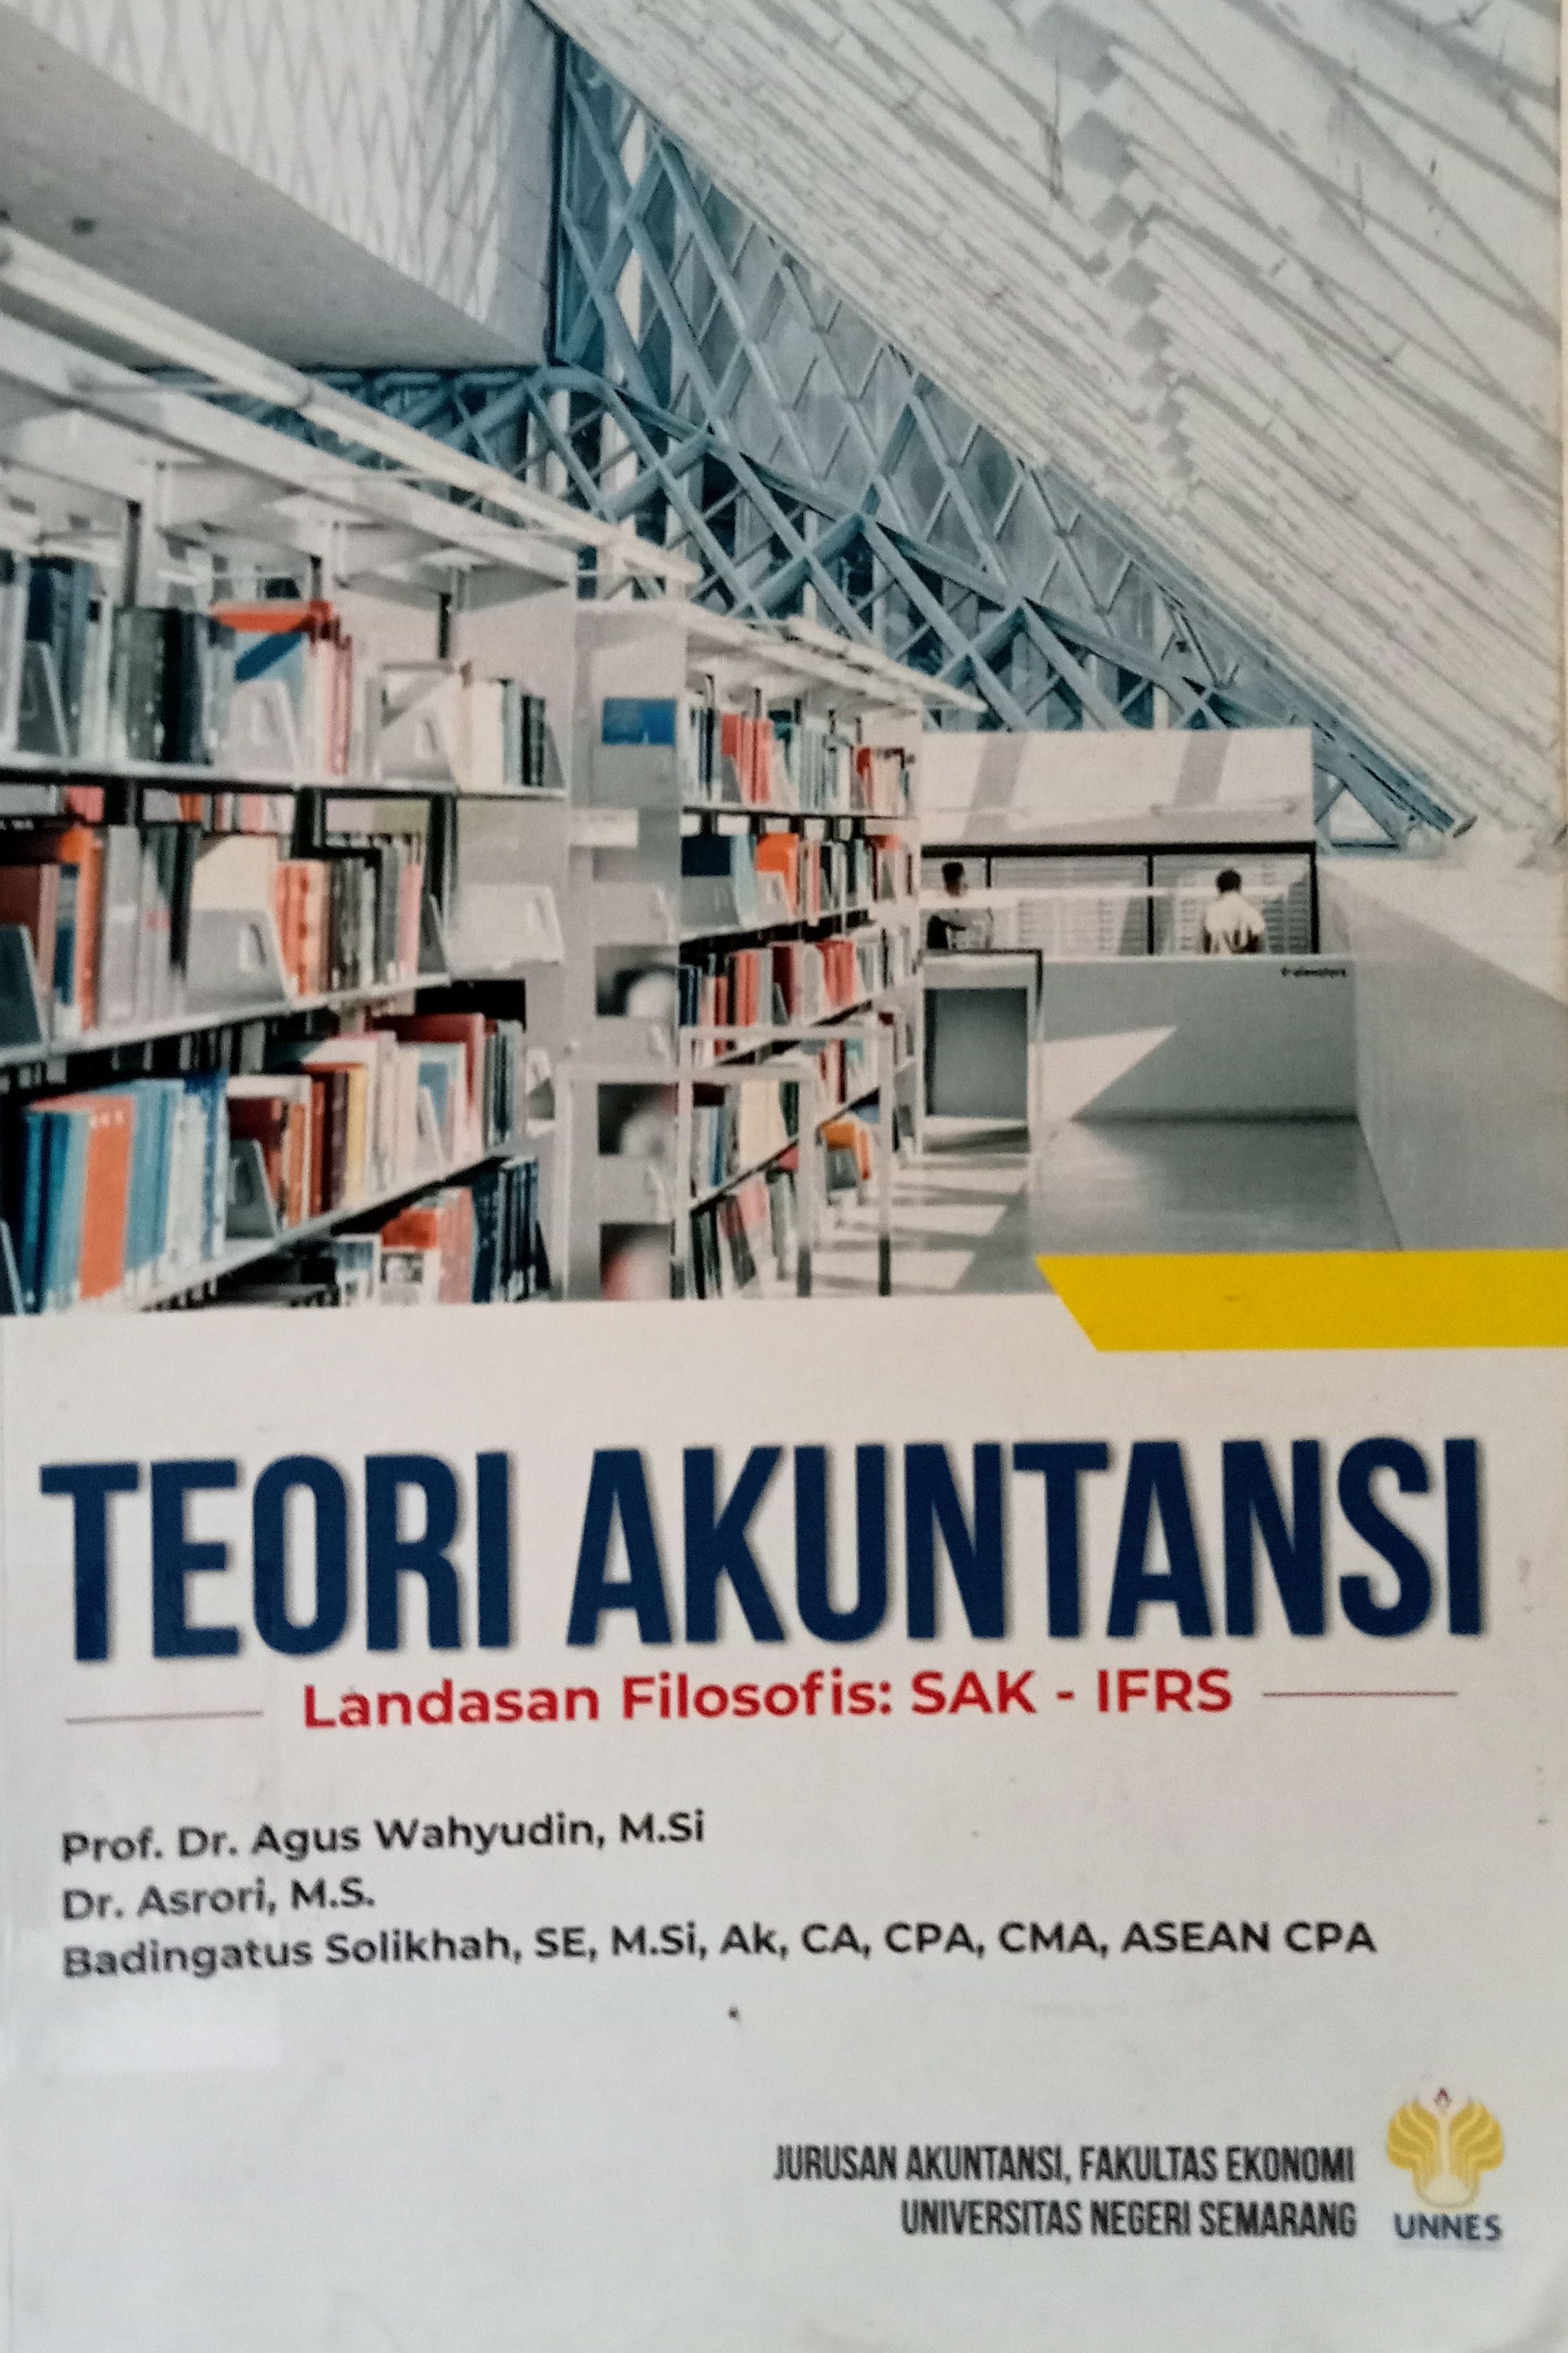 TEORI AKUNTANSI
Landasan Filosofis: SAK - IFRS
Prof. Dr. Agus Wahyudin, M.Si
Dr. Asrori, M.S.
Badingatus Solikhah, SE, M.Si, Ak, CA, CPA, CMA, ASEAN CPA
JURUSAN AKUNTANSI, FAKULTAS EKONOMI
UNIVERSITAS NEGERI SEMARANG
UNNES